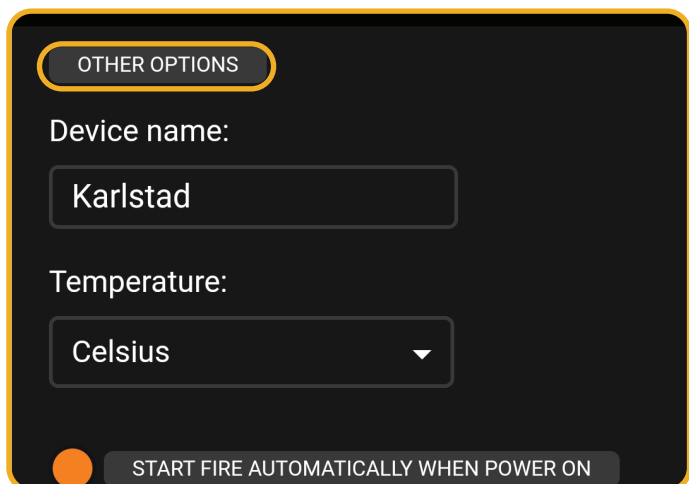 OTHER OPTIONS
Device name:
Karlstad
Temperature:
Celsius
START FIRE AUTOMATICALLY WHEN POWER ON